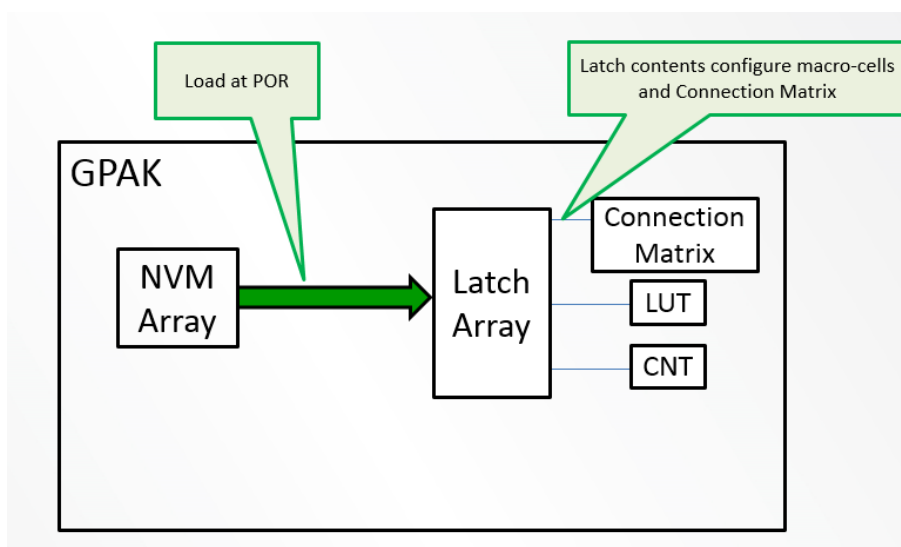 Load at POR
Latch contents configure macro-cells
and Connection Matrix
GPAK
NVM
Array
Latch
Array
Connection
Matrix
LUT
CNT